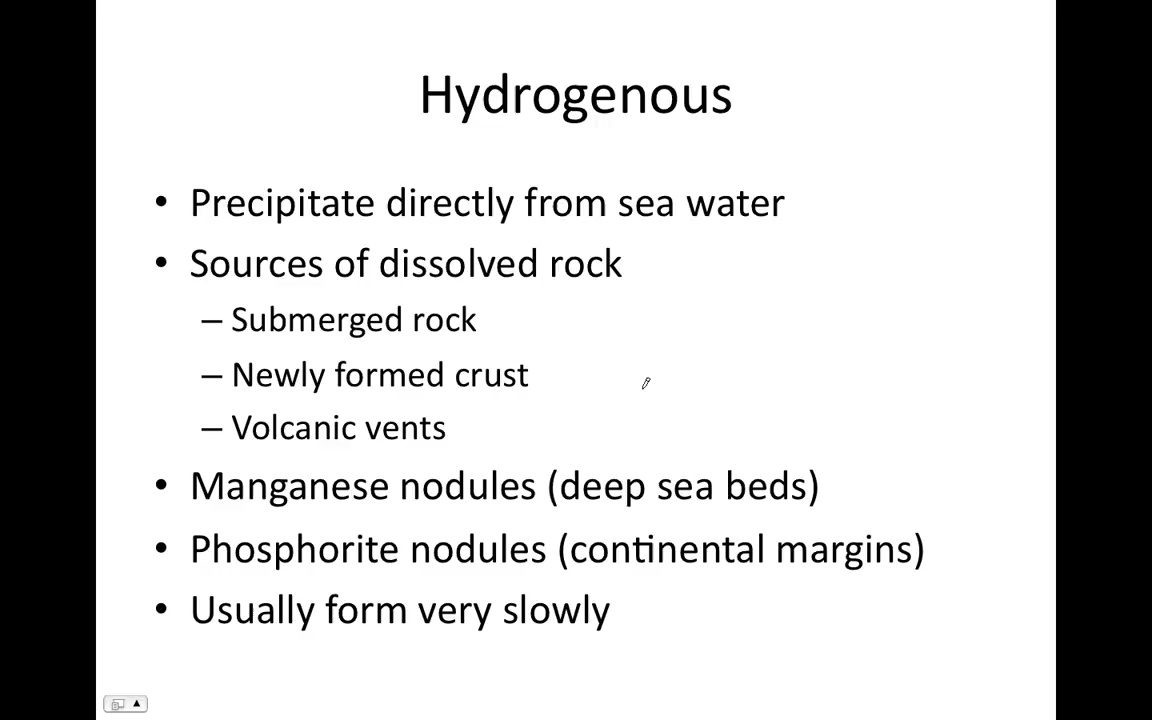 Hydrogenous
• Precipitate directly from sea water
• Sources of dissolved rock
– Submerged rock
– Newly formed crust
– Volcanic vents
• Manganese nodules (deep sea beds)
• Phosphorite nodules (continental margins)
• Usually form very slowly